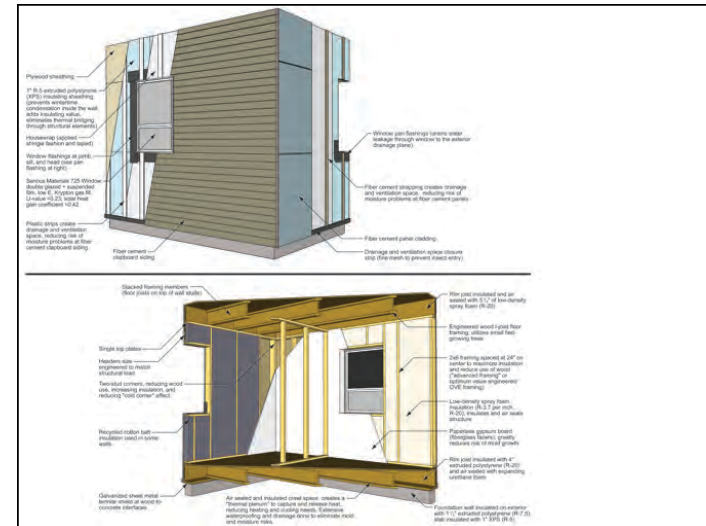 Plywood sheathing
1" R-5 extruded polystyrene
(XPS) insulating sheathing
(prevents wintertime
condensation inside the wall,
adds insulating value,
eliminates thermal bridging
through structural elements)
Housewrap (applied
shingle fashion and taped)
Window flashings at jamb,
sill, and head (see pan
flashing at right)
Serious Materials 725 Window
double glazed + suspended
film, low E, Krypton gas fill,
U-value =0.23, solar heat
gain coefficient =0.42
Plastic strips create
drainage and ventilation
space, reducing risk of
moisture problems at fiber
cement clapboard siding
Fiber cement
clapboard siding
Window pan flashings (drains water
leakage through window to the exterior
drainage plane)
Fiber cement strapping creates drainage
and ventilation space, reducing risk of
moisture problems at fiber cement panels
Fiber cement panel cladding
Drainage and ventilation space closure
strip (fine mesh to prevent insect entry)
Stacked framing members
(floor joists on top of wall studs)
Single top plates
Headers size
engineered to match
structural load
Two-stud corners, reducing wood
use, increasing insulation, and
reducing "cold corner" effect.
Recycled cotton batt
insulation used in some
walls
Galvanized sheet metal
termite shield at wood to
concrete interfaces
Air sealed and insulated crawl space: creates a
"thermal plenum" to capture and release heat,
reducing heating and cooling needs. Extensive
waterproofing and drainage done to eliminate mold
and moisture risks.
Rim joist insulated and air
sealed with 5½" of low-density
spray foam (R-20)
Engineered wood I-joist floor
framing; utilizes small fast-
growing trees
2x6 framing spaced at 24" on
center to maximize insulation
and reduce use of wood
("advanced framing" or
optimum value engineered/
OVE framing)
Low-density spray foam
insulation (R-3.7 per inch,
R-20), insulates and air seals
structure
Paperless gypsum board
(fiberglass facers); greatly
reduces risk of mold growth
Rim joist insulated with 4"
extruded polystyrene (R-20)
and air sealed with expanding
urethane foam
Foundation wall insulated on exterior
with 1½" extruded polystyrene (R-7.5)
slab insulated with 1" XPS (R-5)